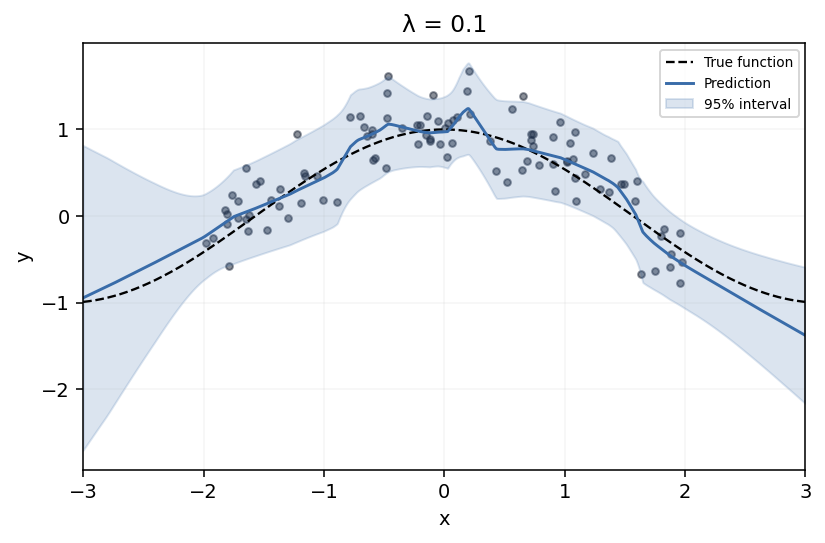 λ = 0.1
True function
Prediction
95% interval
y
1
0
−1
−2
−3 −2 −1 0 1 2 3
x